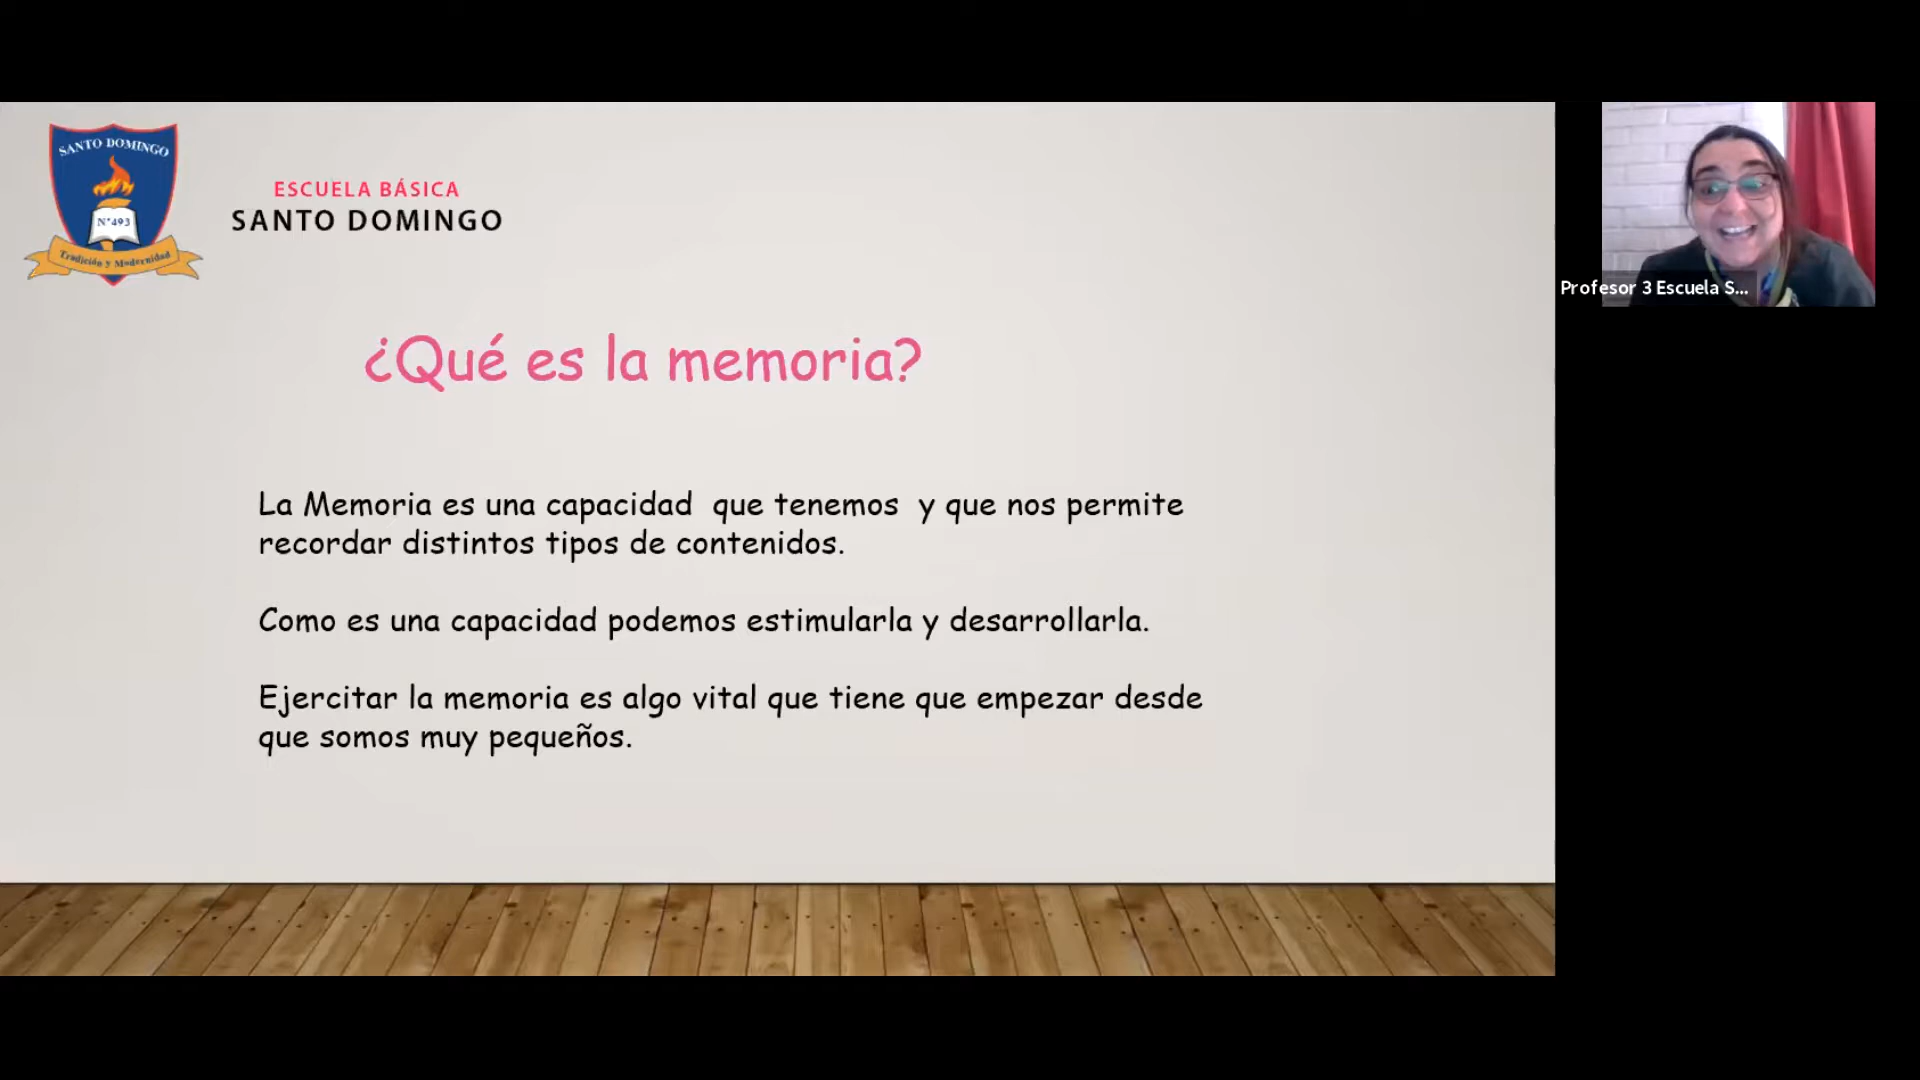 SANTO DOMINGO
N°493
Tradición y Modernidad
ESCUELA BÁSICA
SANTO DOMINGO
Profesor 3 Escuela S...
¿Qué es la memoria?
La Memoria es una capacidad que tenemos y que nos permite
recordar distintos tipos de contenidos.
Como es una capacidad podemos estimularla y desarrollarla.
Ejercitar la memoria es algo vital que tiene que empezar desde
que somos muy pequeños.